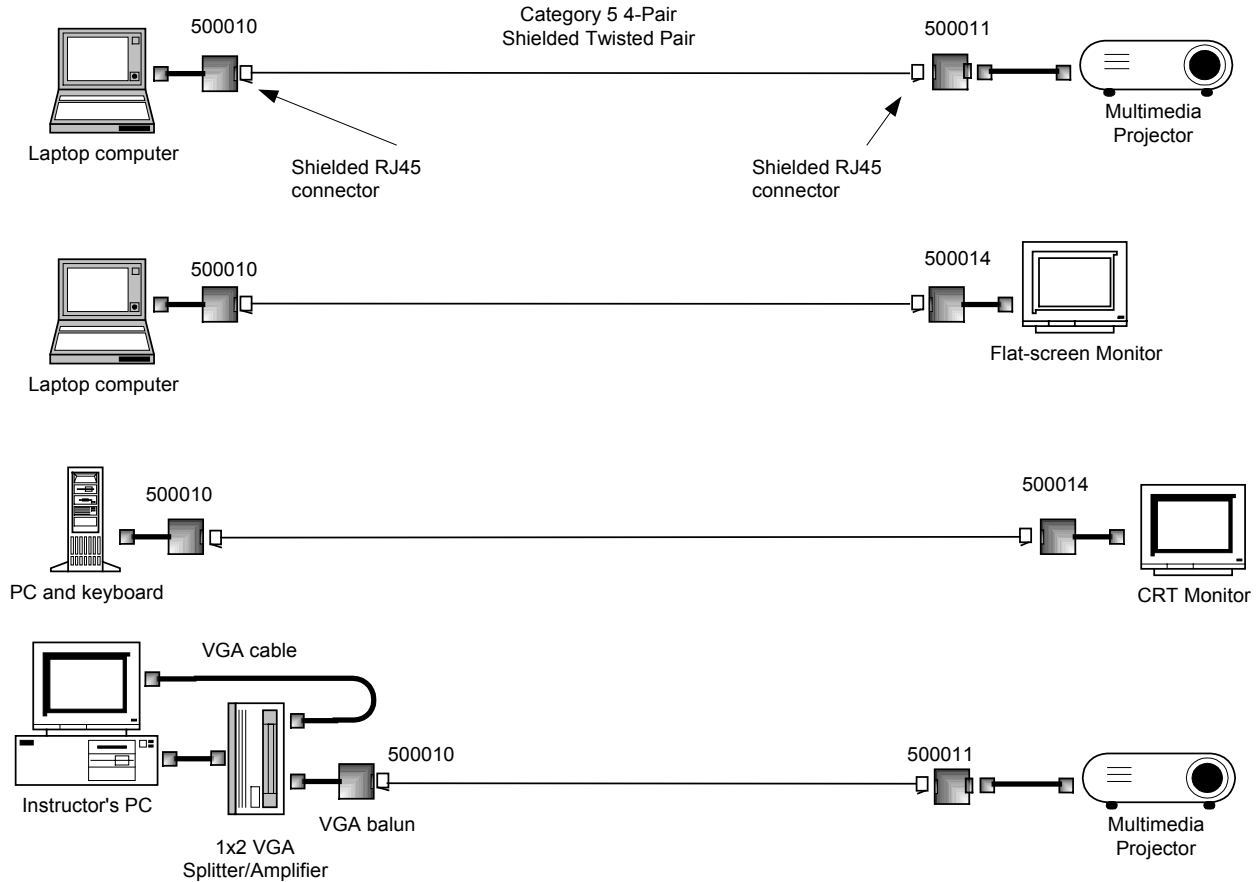 500010
Category 5 4-Pair
Shielded Twisted Pair
500011
Laptop computer
Shielded RJ45
connector
Shielded RJ45
connector
Multimedia
Projector
500010
500014
Laptop computer
Flat-screen Monitor
500010
500014
PC and keyboard
CRT Monitor
VGA cable
500010
500011
Instructor's PC
VGA balun
1x2 VGA
Splitter/Amplifier
Multimedia
Projector